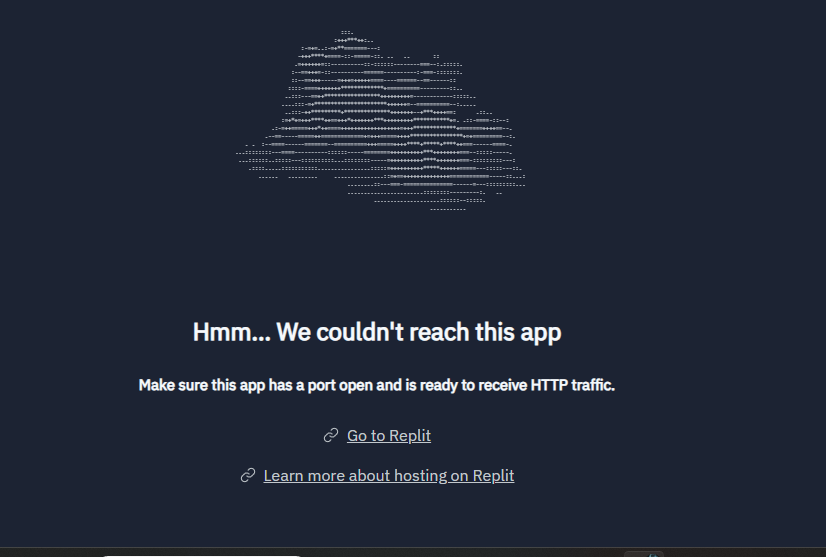 Hmm... We couldn't reach this app
Make sure this app has a port open and is ready to receive HTTP traffic.
Go to Replit
Learn more about hosting on Replit